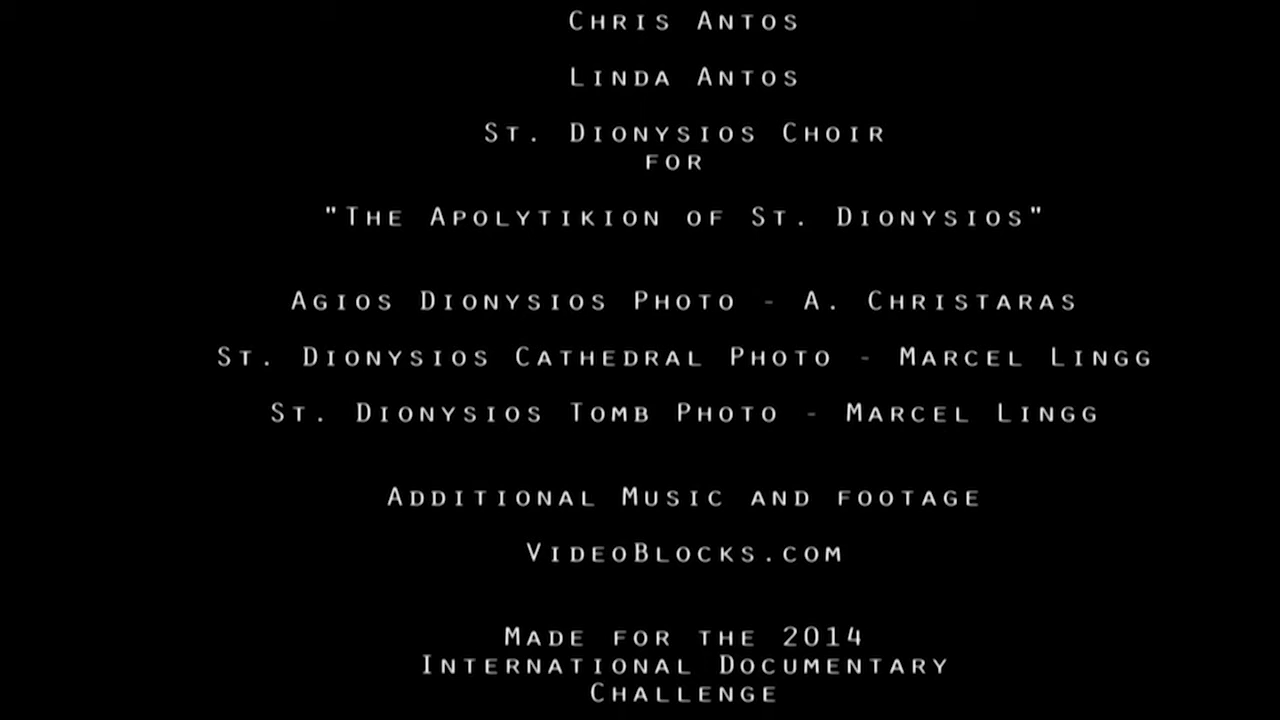 Chris Antos
Linda Antos
St. Dionysios Choir
for
"The Apolytikion of St. Dionysios"
Agios Dionysios Photo - A. Christaras
St. Dionysios Cathedral Photo - Marcel Lingg
St. Dionysios Tomb Photo - Marcel Lingg
Additional Music and footage
VideoBlocks.com
Made for the 2014
International Documentary
Challenge